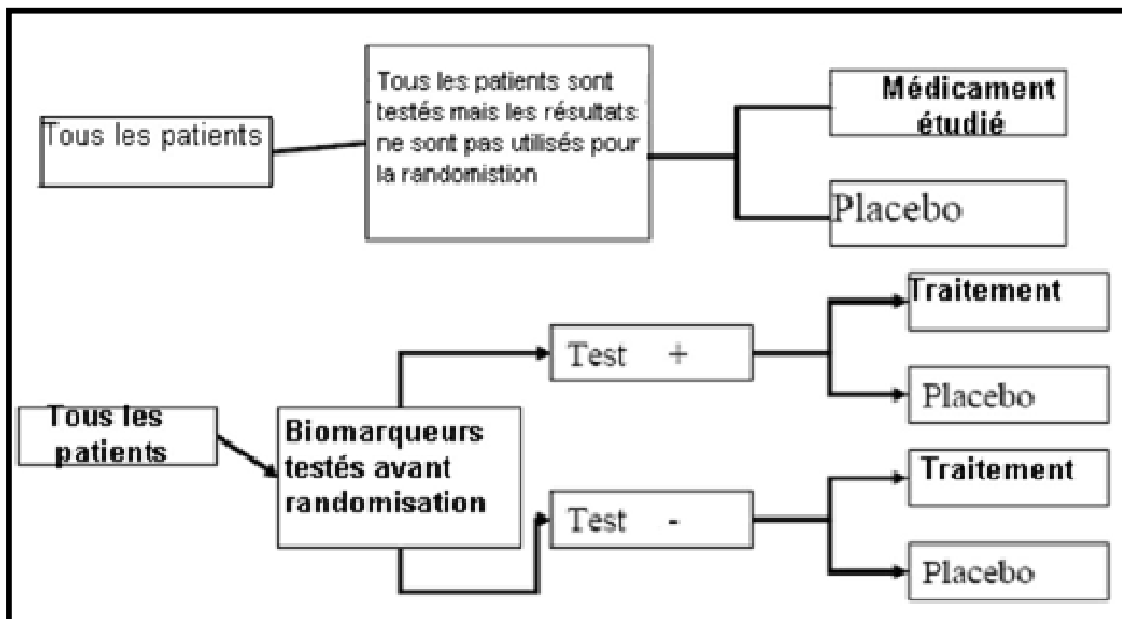 Tous les patients
Tous les patients sont
testés mais les résultats
ne sont pas utilisés pour
la randomistion
Médicament
étudié
Placebo
Tous les
patients
Biomarqueurs
testés avant
randomisation
Test +
Traitement
Placebo
Test -
Traitement
Placebo